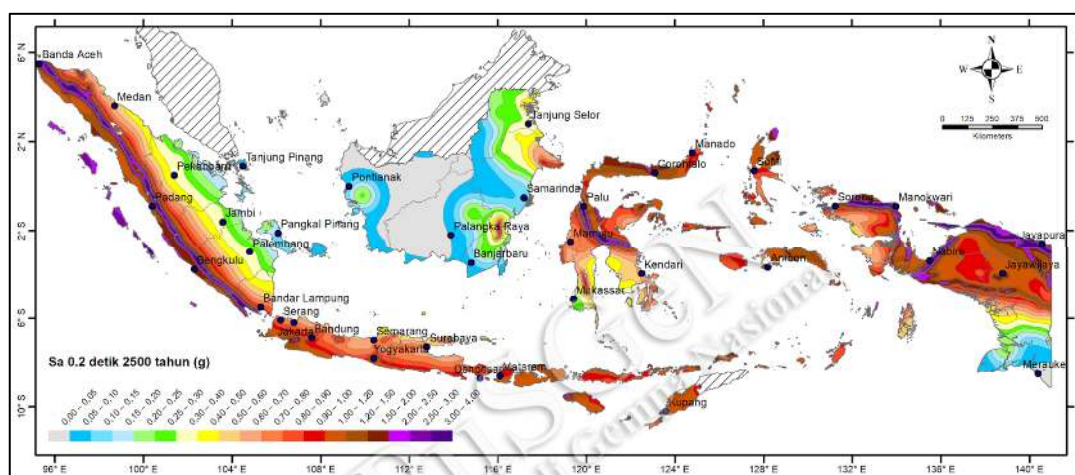 N
W E
S
0 125 250 375 500
Kilometers
6° N
2°N
2° S
6° S
10°S
Banda Aceh
Medan
Tanjung Selor
Manado
Gorontalo
Sofifi
Tanjung Pinang
Pekanbaru
Pontianak
Samarinda
Palu
Sorong
Manokwari
Padang
Jambi
Pangkal Pinang
Palangka Raya
Mamuju
Jayapura
Palembang
Banjarbaru
Kendari
Ambon
Nabire
Jayawijaya
Bengkulu
Makassar
Bandar Lampung
Serang
Jakarta
Bandung
Semarang
Surabaya
Yogyakarta
Denpasar
Mataram
Merauke
Kupang
PUSGEN
Gempa Nasional
Sa 0.2 detik 2500 tahun (g)
0,00 – 0,05
0,05 – 0,10
0,10 – 0,15
0,15 – 0,20
0,20 – 0,25
0,25 – 0,30
0,30 – 0,40
0,40 – 0,50
0,50 – 0,60
0,60 – 0,70
0,70 – 0,80
0,80 – 0,90
0,90 – 1,00
1,00 – 1,20
1,20 – 1,50
1,50 – 2,00
2,00 – 2,50
2,50 – 3,00
3,00 – 4,00
96° E
100° E
104° E
108° E
112° E
116° E
120° E
124° E
128° E
132° E
136° E
140° E